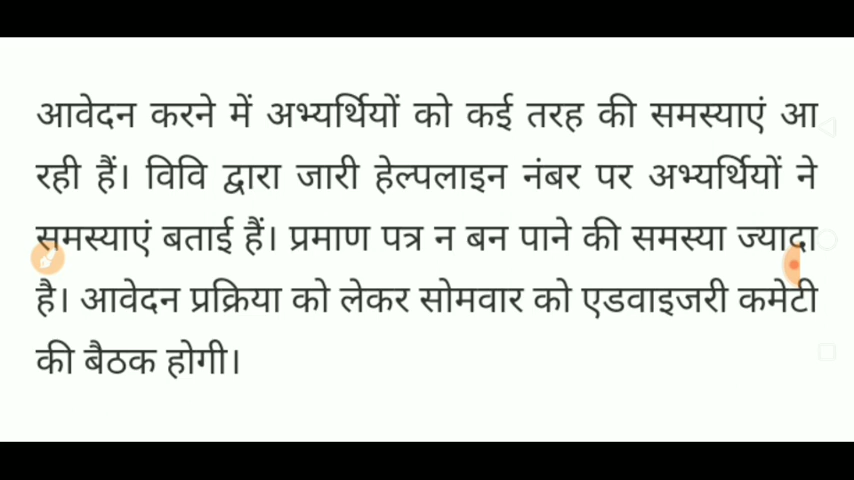 आवेदन करने में अभ्यर्थियों को कई तरह की समस्याएं आ
रही हैं। विवि द्वारा जारी हेल्पलाइन नंबर पर अभ्यर्थियों ने
समस्याएं बताई हैं। प्रमाण पत्र न बन पाने की समस्या ज्यादा
है। आवेदन प्रक्रिया को लेकर सोमवार को एडवाइजरी कमेटी
की बैठक होगी।